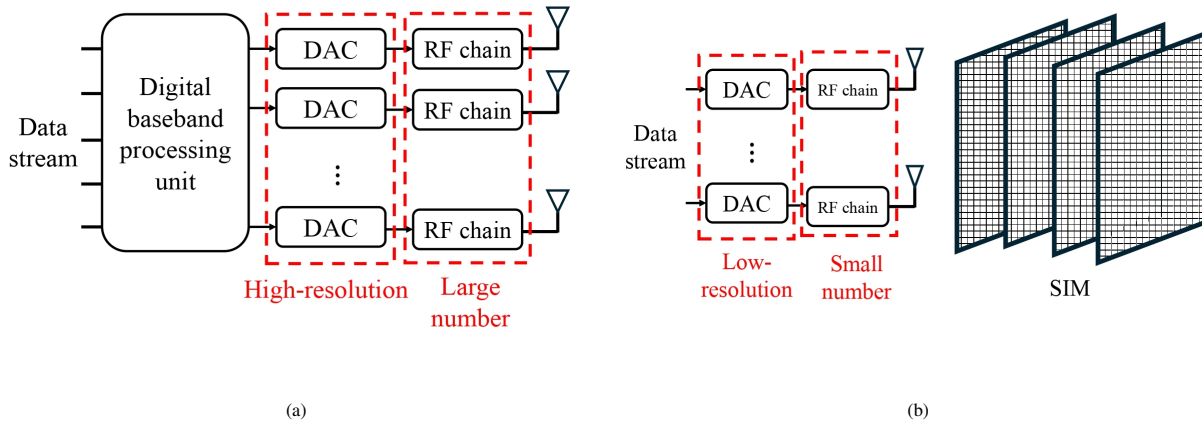 Data
stream
Digital
baseband
processing
unit
DAC
RF chain
DAC
RF chain
⋮
DAC
RF chain
High-resolution
Large
number
(a)
Data
stream
DAC
RF chain
⋮
DAC
RF chain
Low-
resolution
Small
number
SIM
(b)